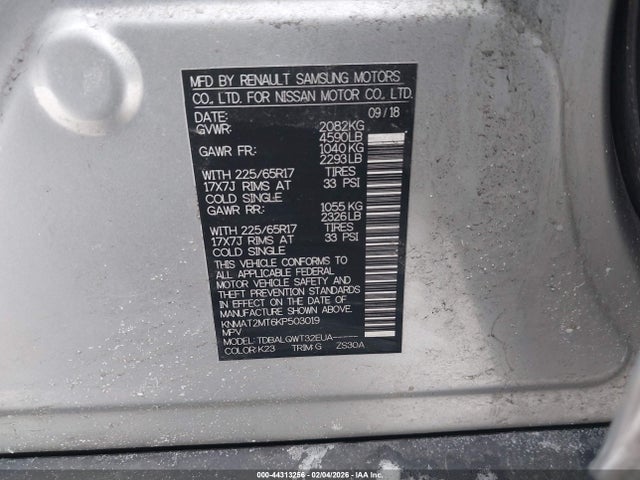 MFD BY RENAULT SAMSUNG MOTORS
CO., LTD. FOR NISSAN MOTOR CO., LTD.
DATE: 09/18
GVWR: 2082KG
4590LB
GAWR FR: 1040 KG
2293LB
WITH 225/65R17 TIRES
17X7J RIMS AT 33 PSI
COLD SINGLE
GAWR RR: 1055 KG
2326LB
WITH 225/65R17 TIRES
17X7J RIMS AT 33 PSI
COLD SINGLE
THIS VEHICLE CONFORMS TO
ALL APPLICABLE FEDERAL
MOTOR VEHICLE SAFETY AND
THEFT PREVENTION STANDARDS
IN EFFECT ON THE DATE OF
MANUFACTURE SHOWN ABOVE.
KNMAT2MT6KP503019
MPV
MODEL: TDBALQWT32EUA-----
COLOR:K23 TRIM:G ZS30A
000-44313256 - 02/04/2026 - IAAI.COM